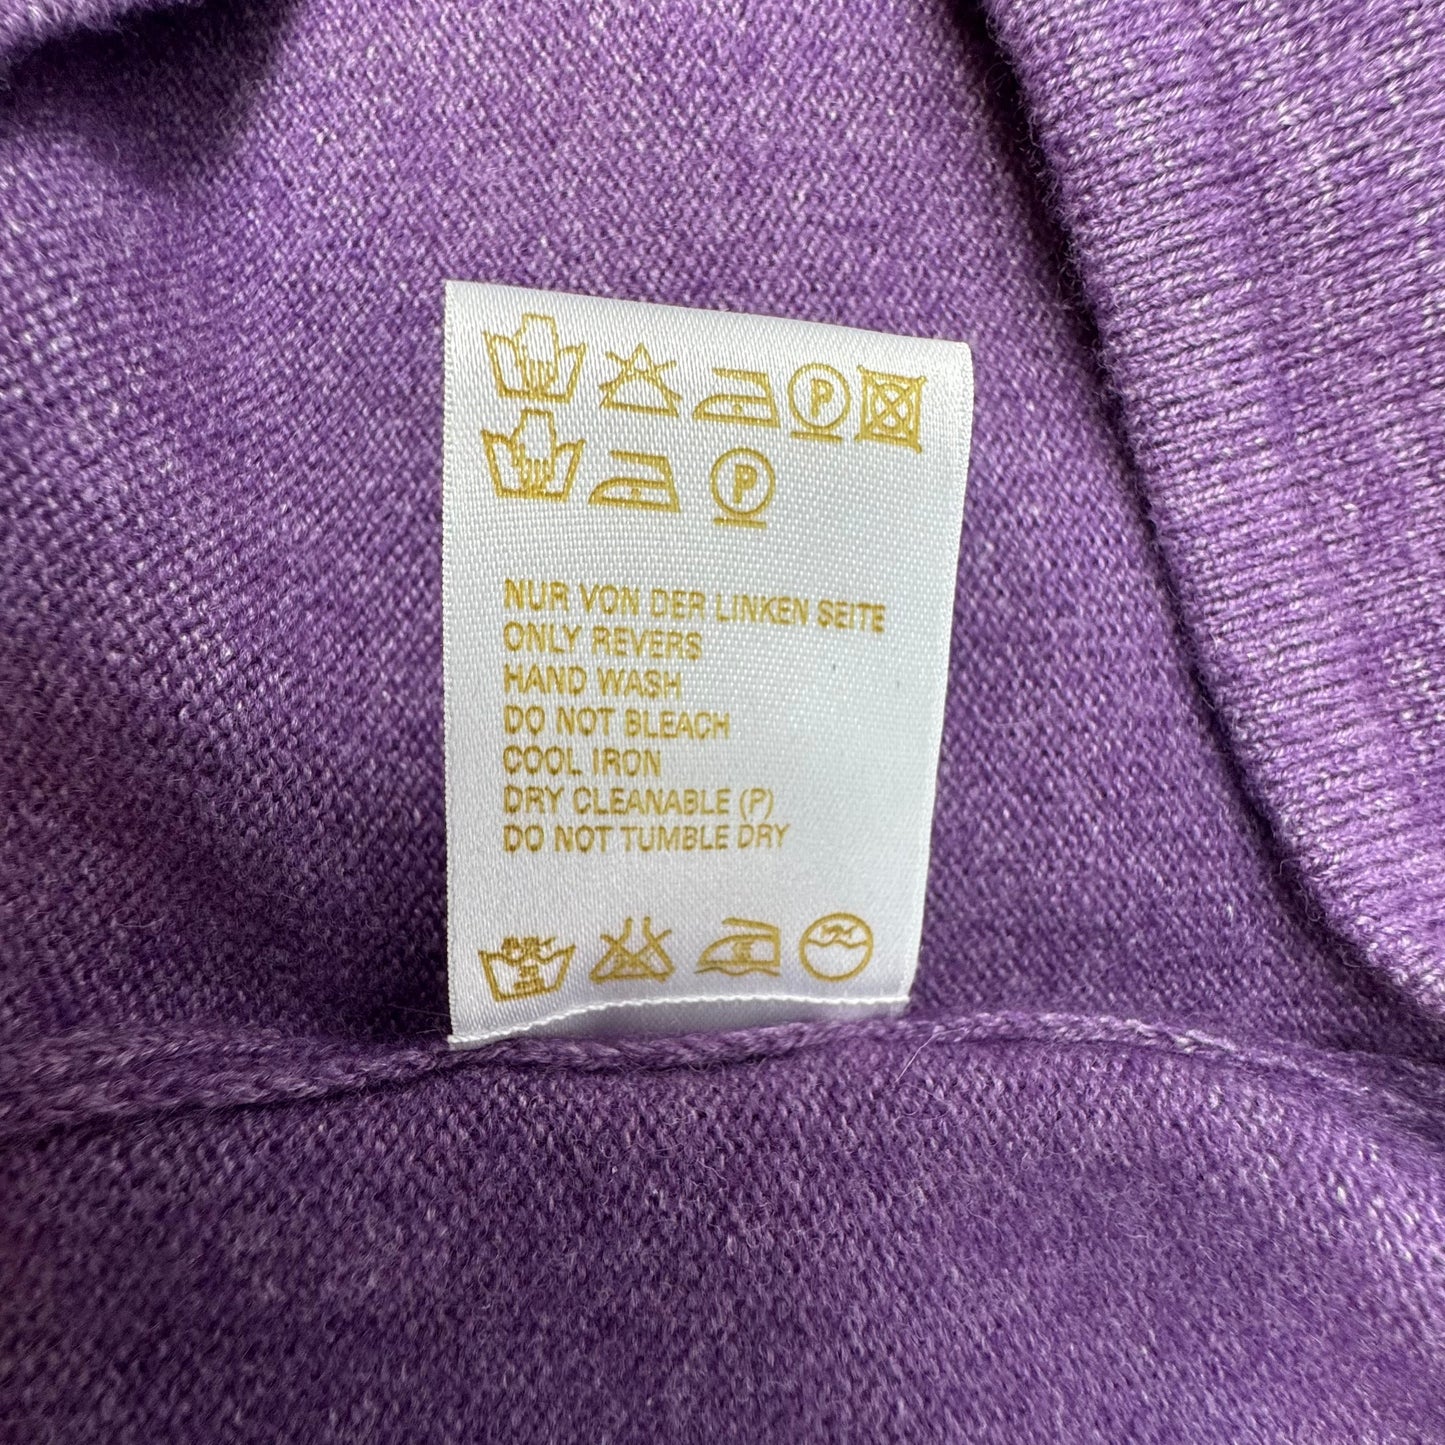 P
P
NUR VON DER LINKEN SEITE
ONLY REVERS
HAND WASH
DO NOT BLEACH
COOL IRON
DRY CLEANABLE (P)
DO NOT TUMBLE DRY